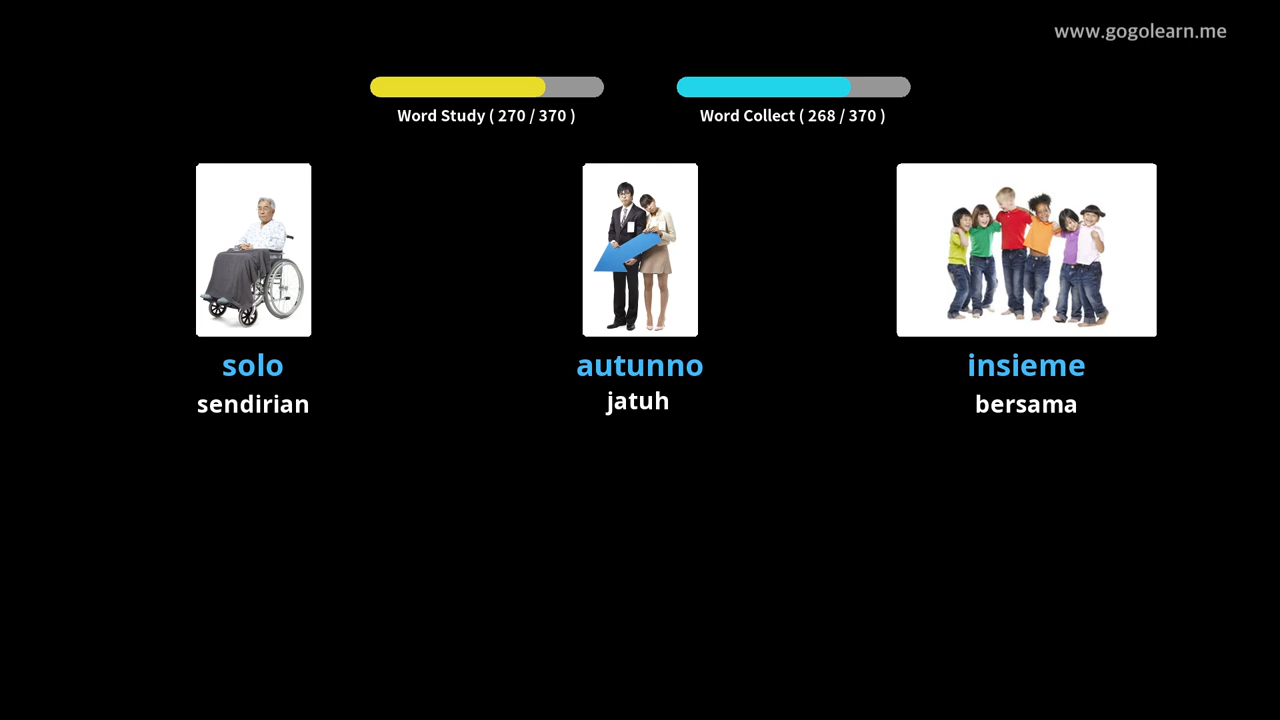 www.gogolearn.me
Word Study ( 270 / 370 )
Word Collect ( 268 / 370 )
solo
autunno
insieme
sendirian
jatuh
bersama